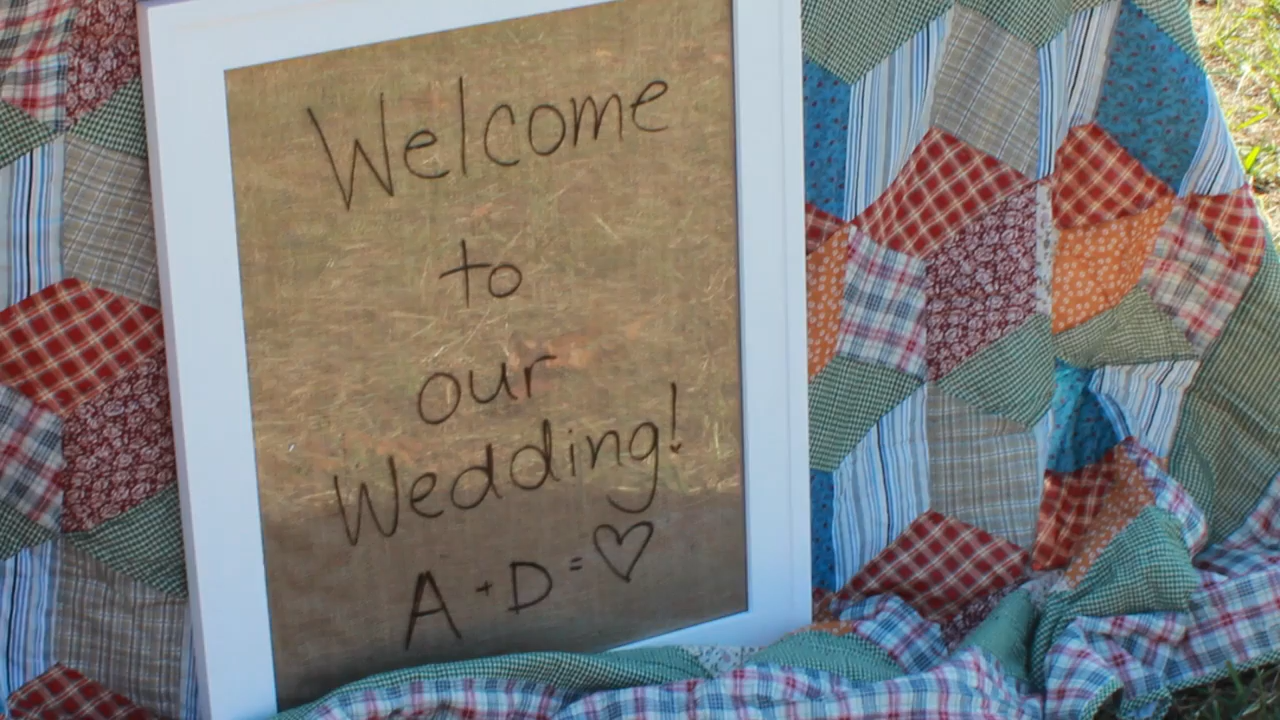 Welcome
to
our
Wedding!
A + D = ♡